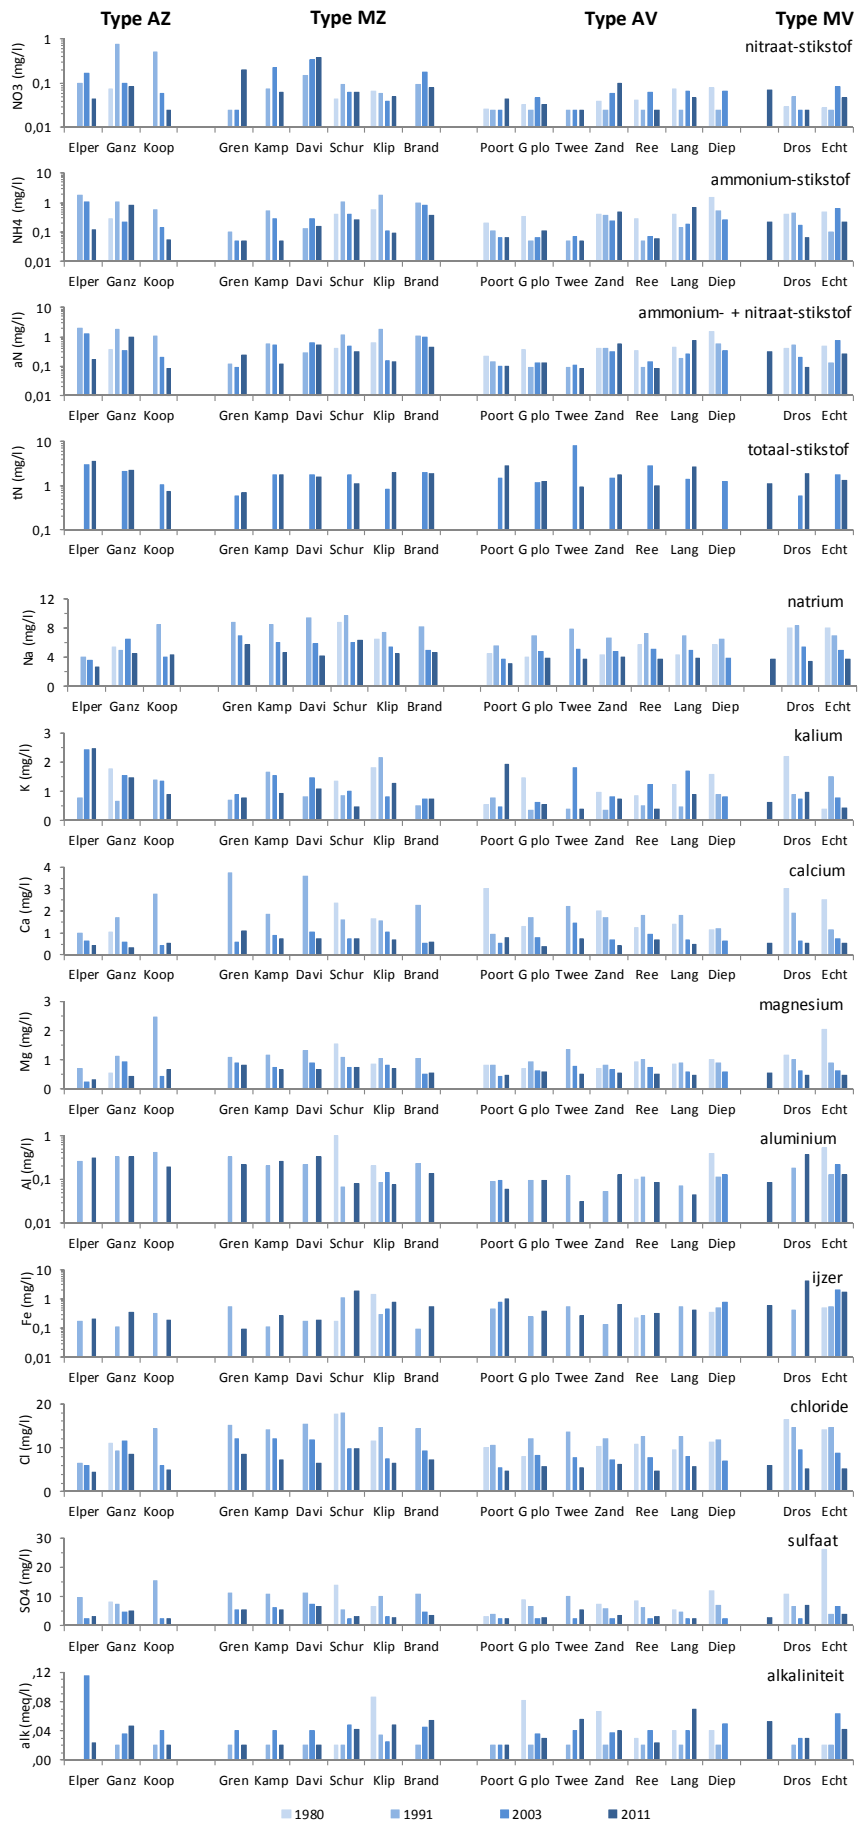 Type AZ Type MZ Type AV Type MV
nitraat-stikstof
NO3 (mg/l)
1
0,1
0,01
Elper Ganz Koop Gren Kamp Davi Schur Klip Brand Poort G plo Twee Zand Ree Lang Diep Dros Echt
ammonium-stikstof
NH4 (mg/l)
10
1
0,1
0,01
Elper Ganz Koop Gren Kamp Davi Schur Klip Brand Poort G plo Twee Zand Ree Lang Diep Dros Echt
ammonium- + nitraat-stikstof
aN (mg/l)
10
1
0,1
0,01
Elper Ganz Koop Gren Kamp Davi Schur Klip Brand Poort G plo Twee Zand Ree Lang Diep Dros Echt
totaal-stikstof
tN (mg/l)
10
1
0,1
Elper Ganz Koop Gren Kamp Davi Schur Klip Brand Poort G plo Twee Zand Ree Lang Diep Dros Echt
natrium
Na (mg/l)
12
8
4
0
Elper Ganz Koop Gren Kamp Davi Schur Klip Brand Poort G plo Twee Zand Ree Lang Diep Dros Echt
kalium
K (mg/l)
3
2
1
0
Elper Ganz Koop Gren Kamp Davi Schur Klip Brand Poort G plo Twee Zand Ree Lang Diep Dros Echt
calcium
Ca (mg/l)
4
3
2
1
0
Elper Ganz Koop Gren Kamp Davi Schur Klip Brand Poort G plo Twee Zand Ree Lang Diep Dros Echt
magnesium
Mg (mg/l)
3
2
1
0
Elper Ganz Koop Gren Kamp Davi Schur Klip Brand Poort G plo Twee Zand Ree Lang Diep Dros Echt
aluminium
Al (mg/l)
1
0,1
0,01
Elper Ganz Koop Gren Kamp Davi Schur Klip Brand Poort G plo Twee Zand Ree Lang Diep Dros Echt
ijzer
Fe (mg/l)
10
1
0,1
0,01
Elper Ganz Koop Gren Kamp Davi Schur Klip Brand Poort G plo Twee Zand Ree Lang Diep Dros Echt
chloride
Cl (mg/l)
20
10
0
Elper Ganz Koop Gren Kamp Davi Schur Klip Brand Poort G plo Twee Zand Ree Lang Diep Dros Echt
sulfaat
SO4 (mg/l)
30
20
10
0
Elper Ganz Koop Gren Kamp Davi Schur Klip Brand Poort G plo Twee Zand Ree Lang Diep Dros Echt
alkaliniteit
alk (meq/l)
,12
,08
,04
,00
Elper Ganz Koop Gren Kamp Davi Schur Klip Brand Poort G plo Twee Zand Ree Lang Diep Dros Echt
1980 1991 2003 2011